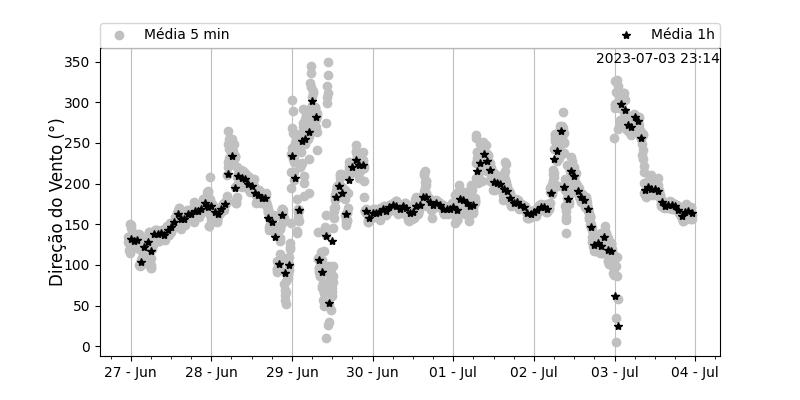 Média 5 min
Média 1h
2023-07-03 23:14
Direção do Vento (°)
350
300
250
200
150
100
50
0
27 - Jun
28 - Jun
29 - Jun
30 - Jun
01 - Jul
02 - Jul
03 - Jul
04 - Jul